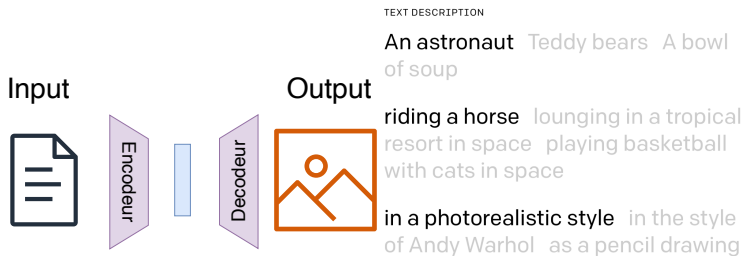 Input
Encodeur
Decodeur
Output
TEXT DESCRIPTION
An astronaut Teddy bears A bowl
of soup
riding a horse lounging in a tropical
resort in space playing basketball
with cats in space
in a photorealistic style in the style
of Andy Warhol as a pencil drawing